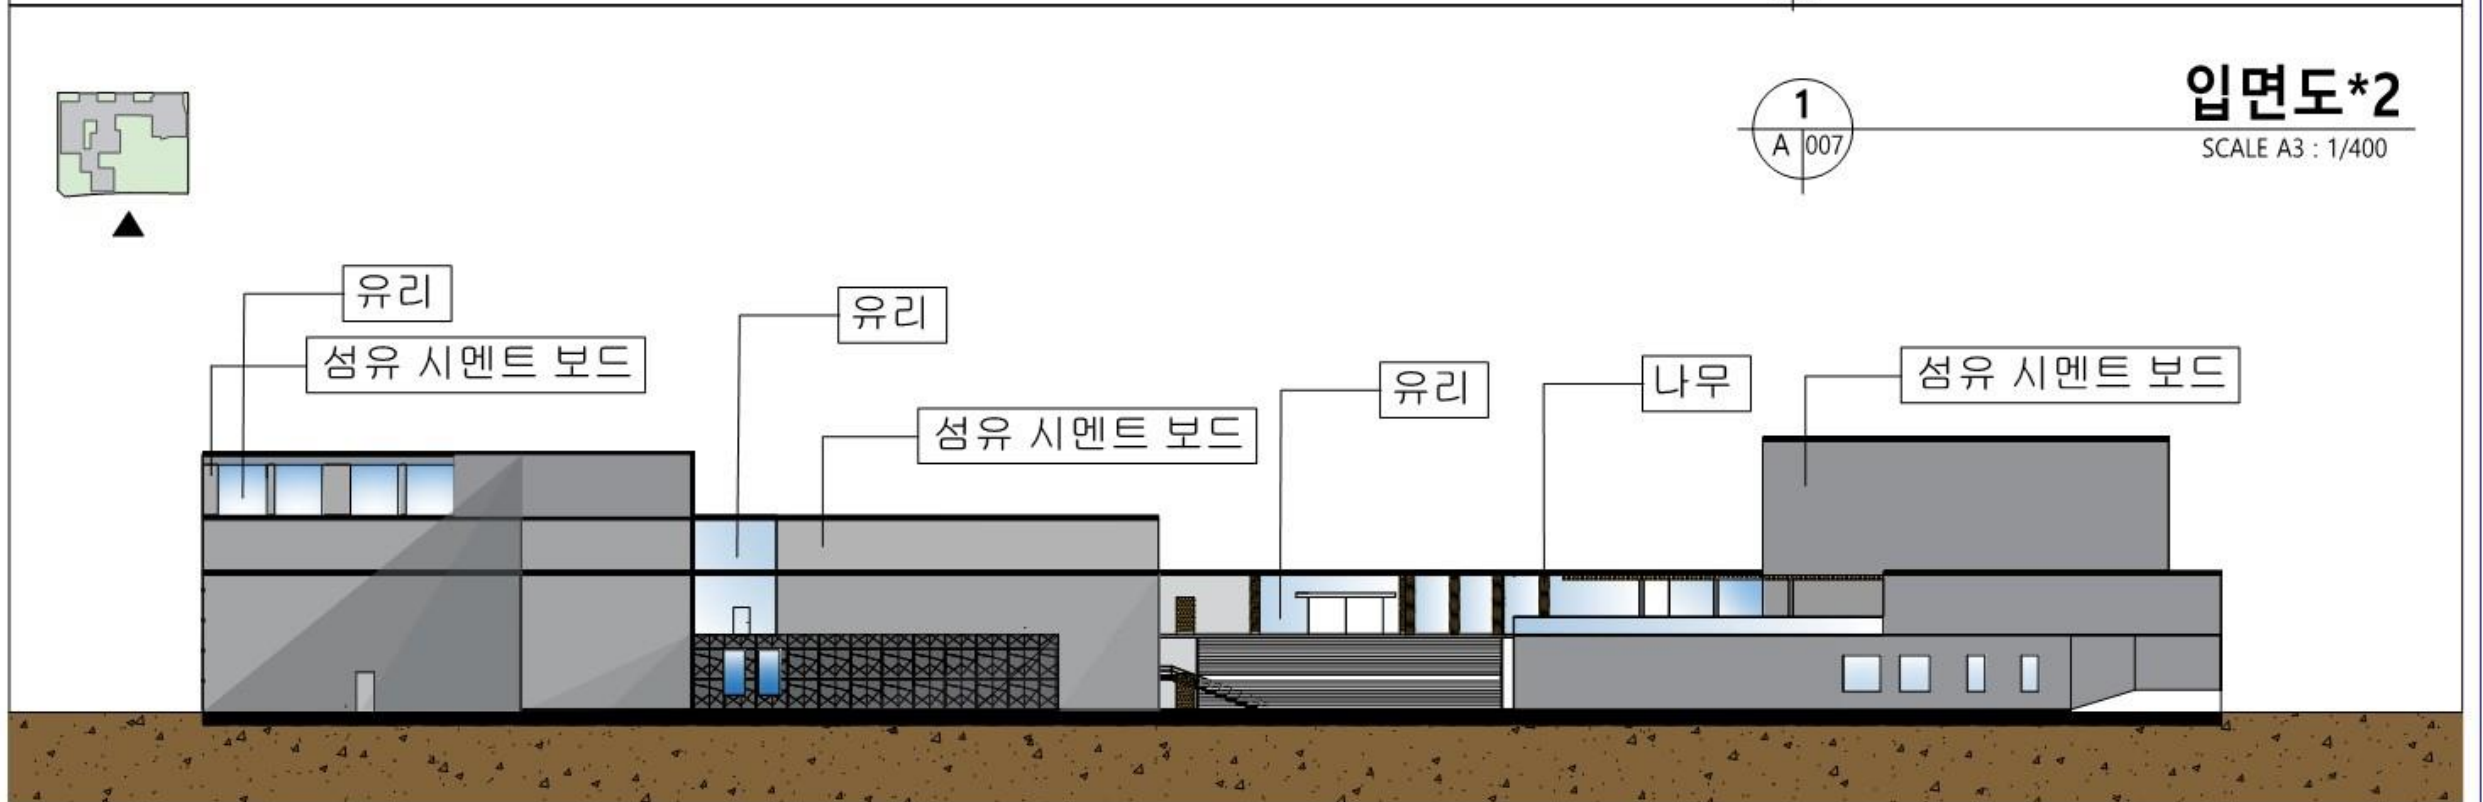 1
A 007
입면도*2
SCALE A3 : 1/400
유리
섬유 시멘트 보드
유리
섬유 시멘트 보드
유리
나무
섬유 시멘트 보드